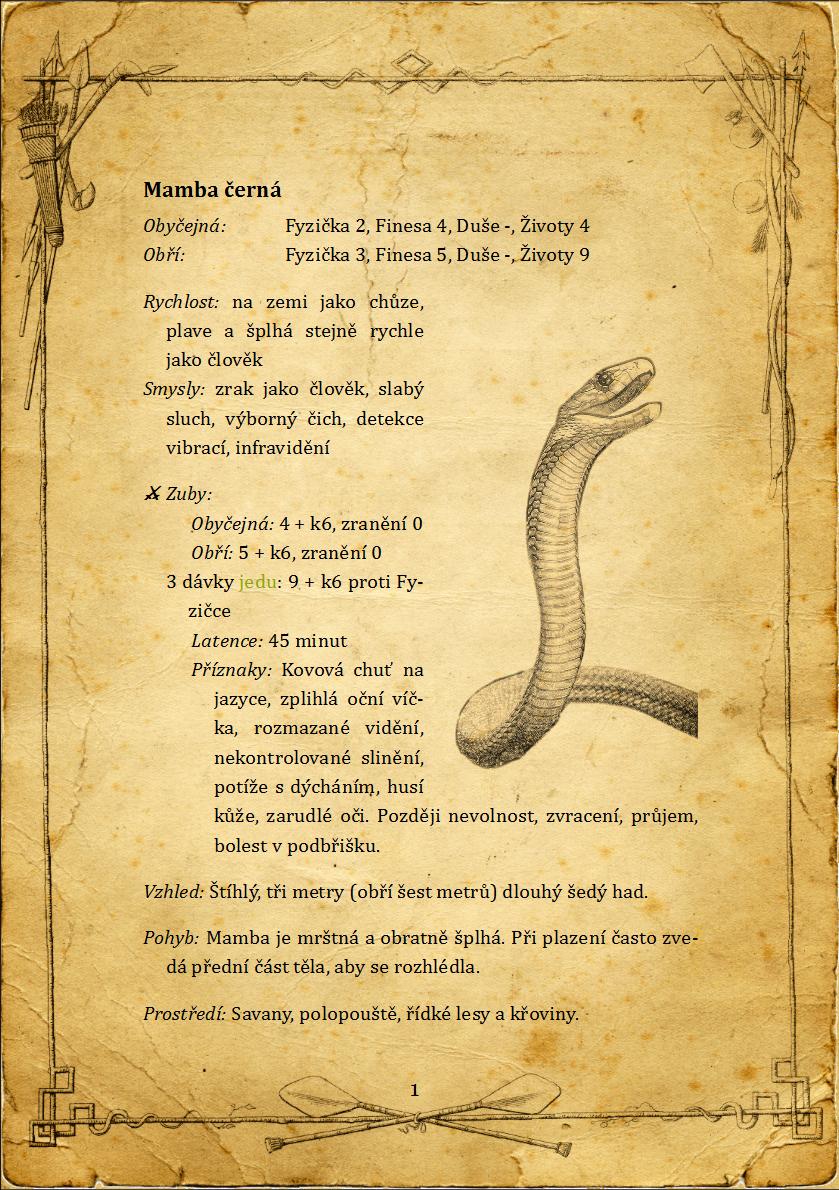 Mamba černá
Obyčejná: Fyzička 2, Finesa 4, Duše -, Životy 4
Obří: Fyzička 3, Finesa 5, Duše -, Životy 9
Rychlost: na zemi jako chůze,
plave a šplhá stejně rychle
jako člověk
Smysly: zrak jako člověk, slabý
sluch, výborný čich, detekce
vibrací, infravidění
⚔ Zuby:
Obyčejná: 4 + k6, zranění 0
Obří: 5 + k6, zranění 0
3 dávky jedu: 9 + k6 proti Fy-
zičce
Latence: 45 minut
Příznaky: Kovová chuť na
jazyce, zplihlá oční víč-
ka, rozmazané vidění,
nekontrolované slinění,
potíže s dýcháním, husí
kůže, zarudlé oči. Později nevolnost, zvracení, průjem,
bolest v podbřišku.
Vzhled: Štíhlý, tři metry (obří šest metrů) dlouhý šedý had.
Pohyb: Mamba je mrštná a obratně šplhá. Při plazení často zve-
dá přední část těla, aby se rozhlédla.
Prostředí: Savany, polopouště, řídké lesy a křoviny.
1